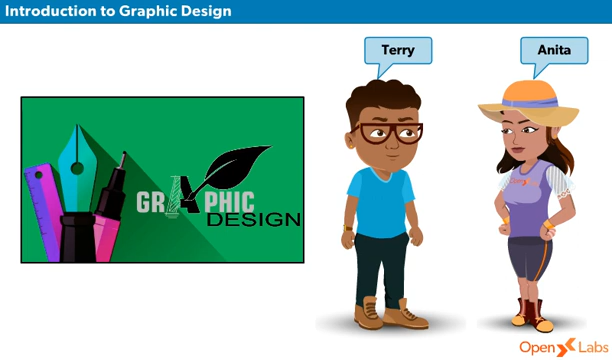 Introduction to Graphic Design
Terry
Anita
GRAPHIC
DESIGN
Open Labs